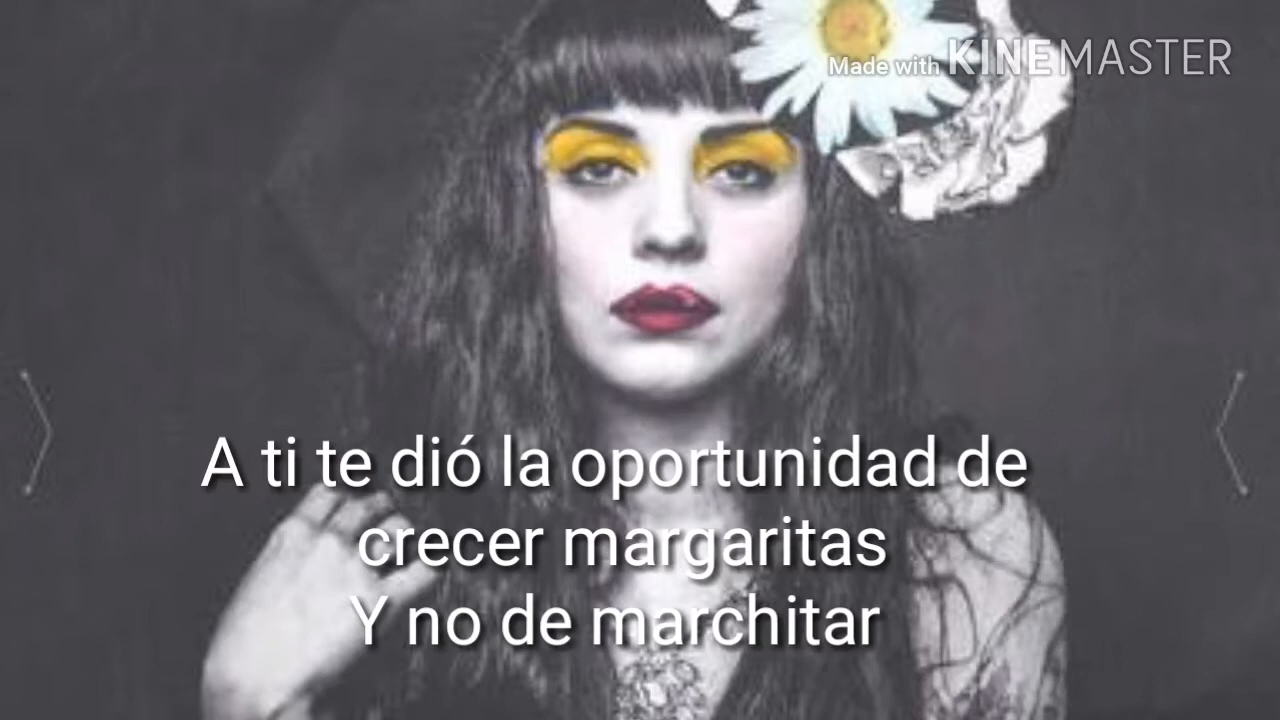 Made with KINEMASTER
A ti te dió la oportunidad de
crecer margaritas
Y no de marchitar